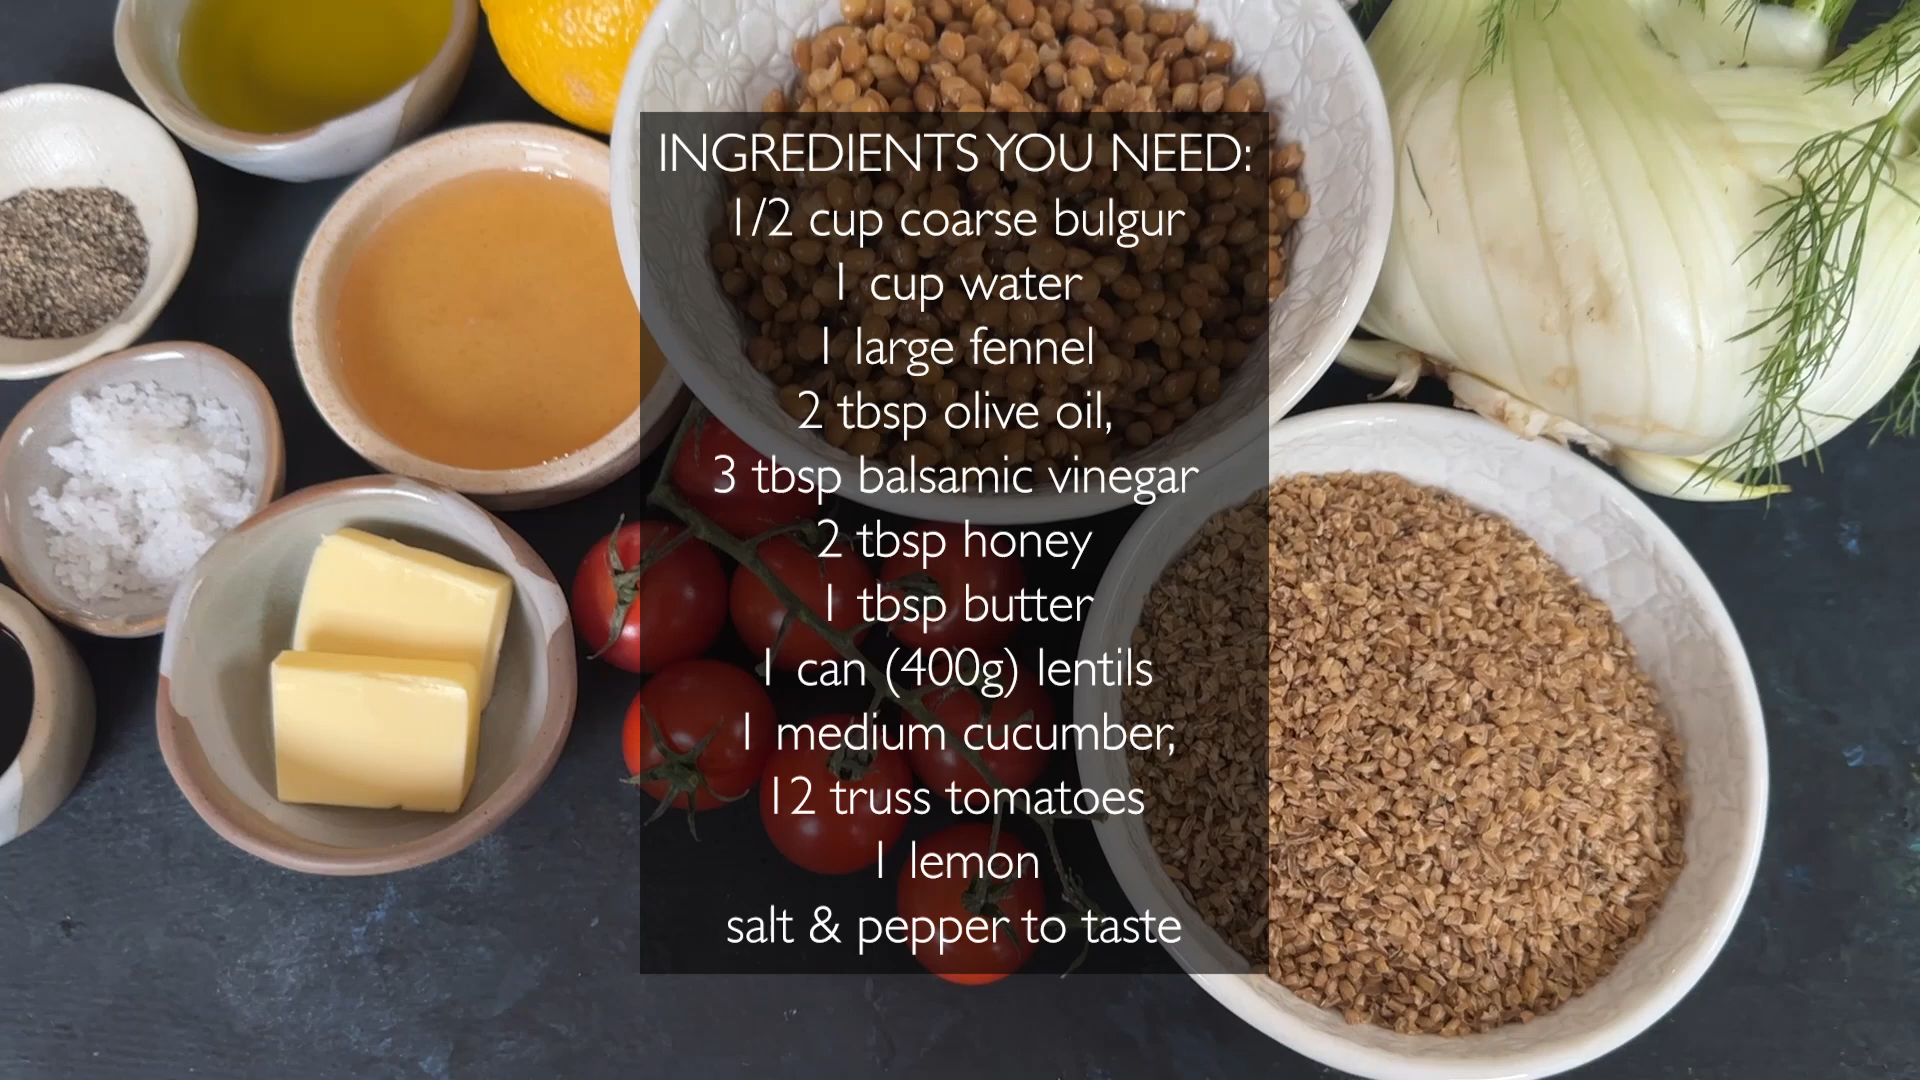 INGREDIENTS YOU NEED:
1/2 cup coarse bulgur
1 cup water
1 large fennel
2 tbsp olive oil,
3 tbsp balsamic vinegar
2 tbsp honey
1 tbsp butter
1 can (400g) lentils
1 medium cucumber,
12 truss tomatoes
1 lemon
salt & pepper to taste